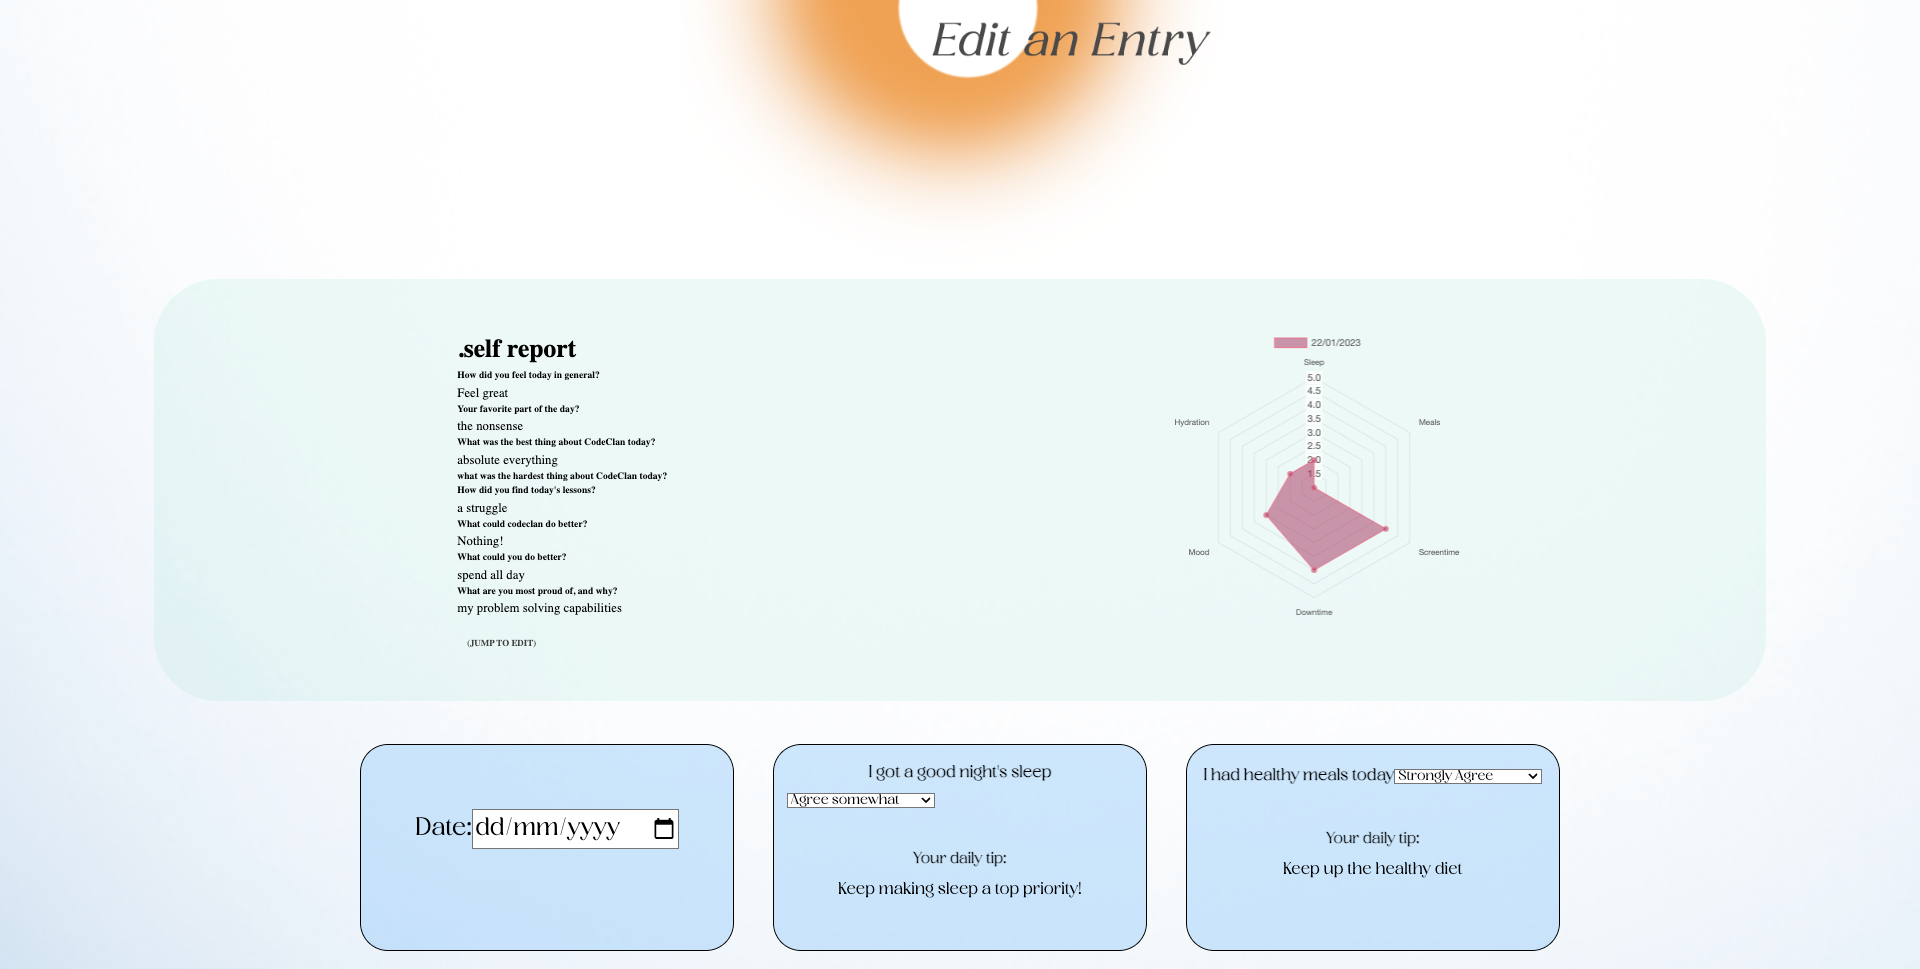 Edit an Entry
.self report
How did you feel today in general?
Feel great
Your favorite part of the day?
the nonsense
What was the best thing about CodeClan today?
absolute everything
what was the hardest thing about CodeClan today?
How did you find today's lessons?
a struggle
What could codeclan do better?
Nothing!
What could you do better?
spend all day
What are you most proud of, and why?
my problem solving capabilities
(JUMP TO EDIT)
22/01/2023
Sleep
5.0
4.5
4.0
3.5
3.0
2.5
2.0
1.5
Hydration
Meals
Mood
Screentime
Downtime
Date: dd/mm/yyyy
I got a good night's sleep
Agree somewhat
Your daily tip:
Keep making sleep a top priority!
I had healthy meals today Strongly Agree
Your daily tip:
Keep up the healthy diet